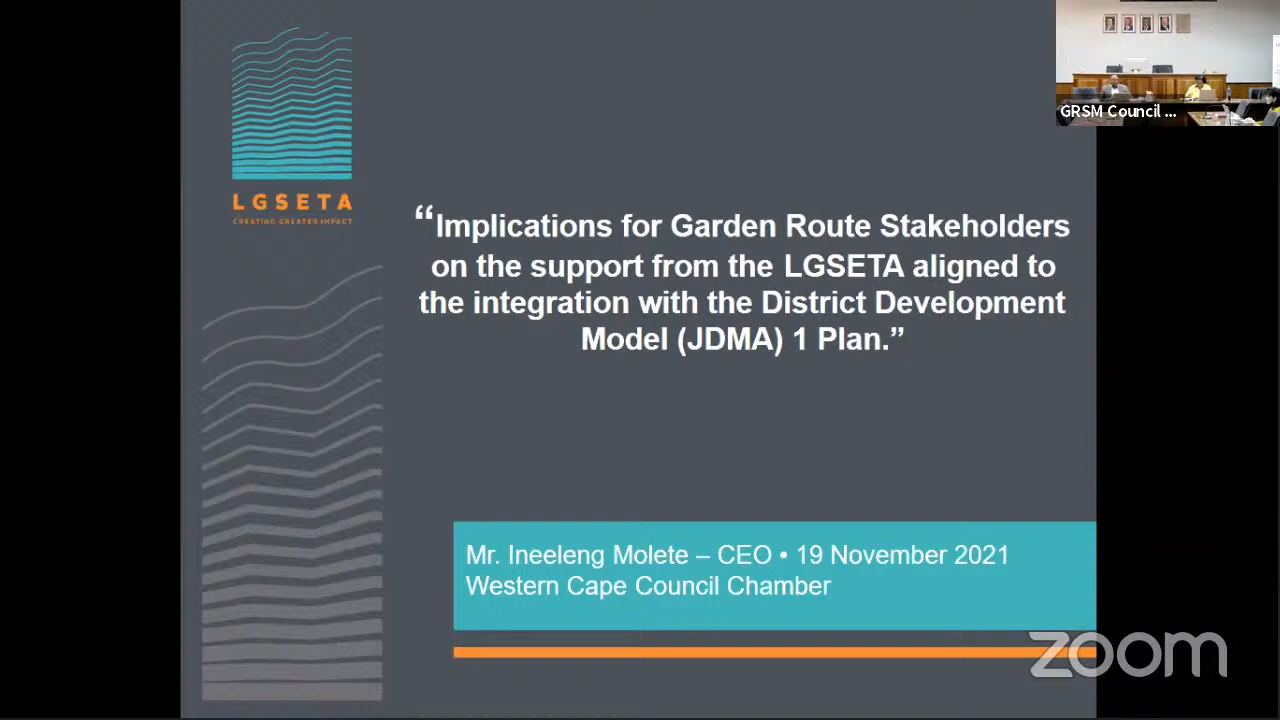 GRSM Council ...
LGSETA
CREATING GREATER IMPACT
“Implications for Garden Route Stakeholders
on the support from the LGSETA aligned to
the integration with the District Development
Model (JDMA) 1 Plan.”
Mr. Ineeleng Molete – CEO • 19 November 2021
Western Cape Council Chamber
zoom